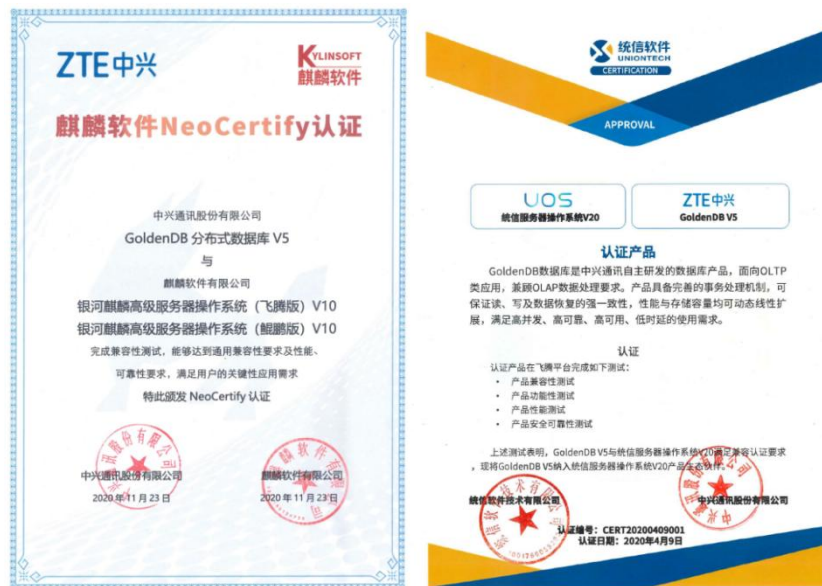 ZTE中兴
KYLINSOFT
麒麟软件
麒麟软件NeoCertify认证
中兴通讯股份有限公司
GoldenDB 分布式数据库 V5
与
麒麟软件有限公司
银河麒麟高级服务器操作系统（飞腾版）V10
银河麒麟高级服务器操作系统（鲲鹏版）V10
完成兼容性测试，能够达到通用兼容性要求及性能、
可靠性要求，满足用户的关键性应用需求
特此颁发 NeoCertify 认证
中兴通讯股份有限公司
2020 年 11 月 23 日
麒麟软件有限公司
2020 年 11 月 23 日
统信软件
UNIONTECH
CERTIFICATION
APPROVAL
UOS
统信服务器操作系统V20
ZTE中兴
GoldenDB V5
认证产品
GoldenDB数据库是中兴通讯自主研发的数据库产品，面向OLTP
类应用，兼顾OLAP数据处理要求。产品具备完善的事务处理机制，可
保证读、写及数据恢复的强一致性，性能与存储容量均可动态线性扩
展，满足高并发、高可靠、高可用、低时延的使用需求。
认证
认证产品在飞腾平台完成如下测试：
• 产品兼容性测试
• 产品功能性测试
• 产品性能测试
• 产品安全可靠性测试
上述测试表明，GoldenDB V5与统信服务器操作系统V20满足兼容认证要求
，现将GoldenDB V5纳入统信服务器操作系统V20产品生态伙伴。
统信软件技术有限公司
中兴通讯股份有限公司
认证编号：CERT20200409001
认证日期：2020年4月9日